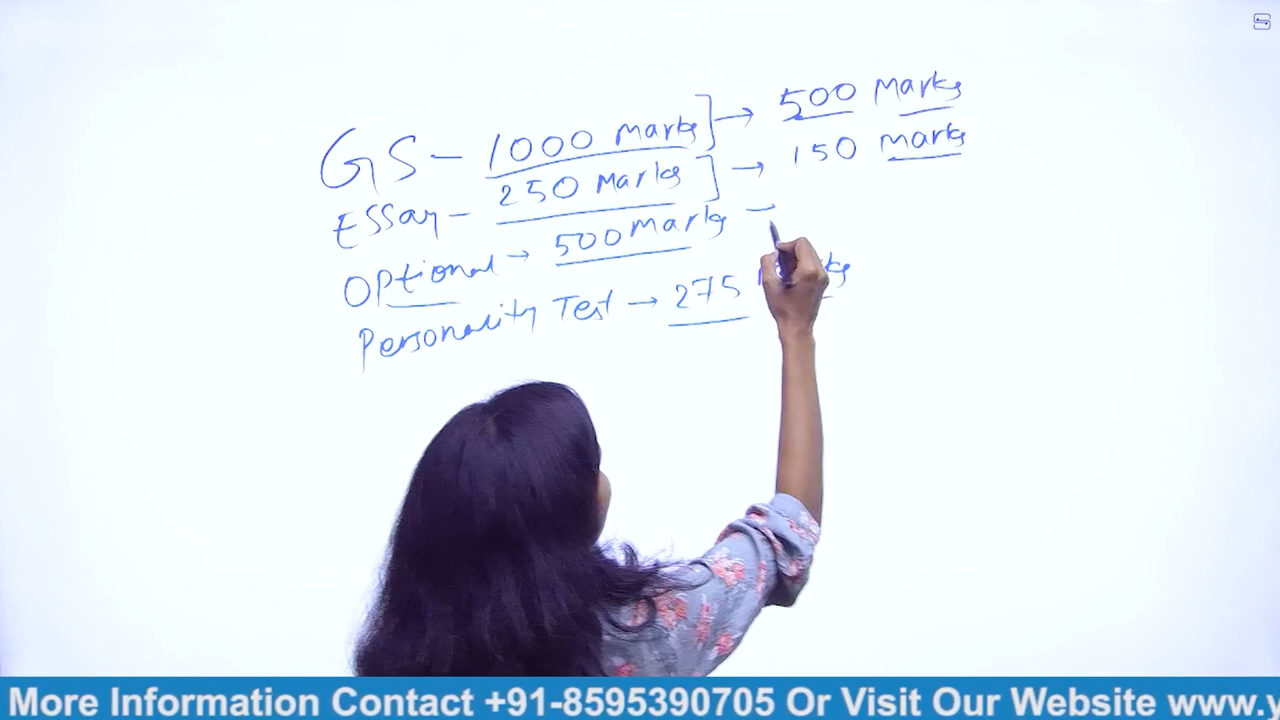 GS - 1000 Marks ] → 500 Marks
Essay - 250 Marks ] → 150 marks
Optional → 500 Marks -
Personality Test → 275
More Information Contact +91-8595390705 Or Visit Our Website www.